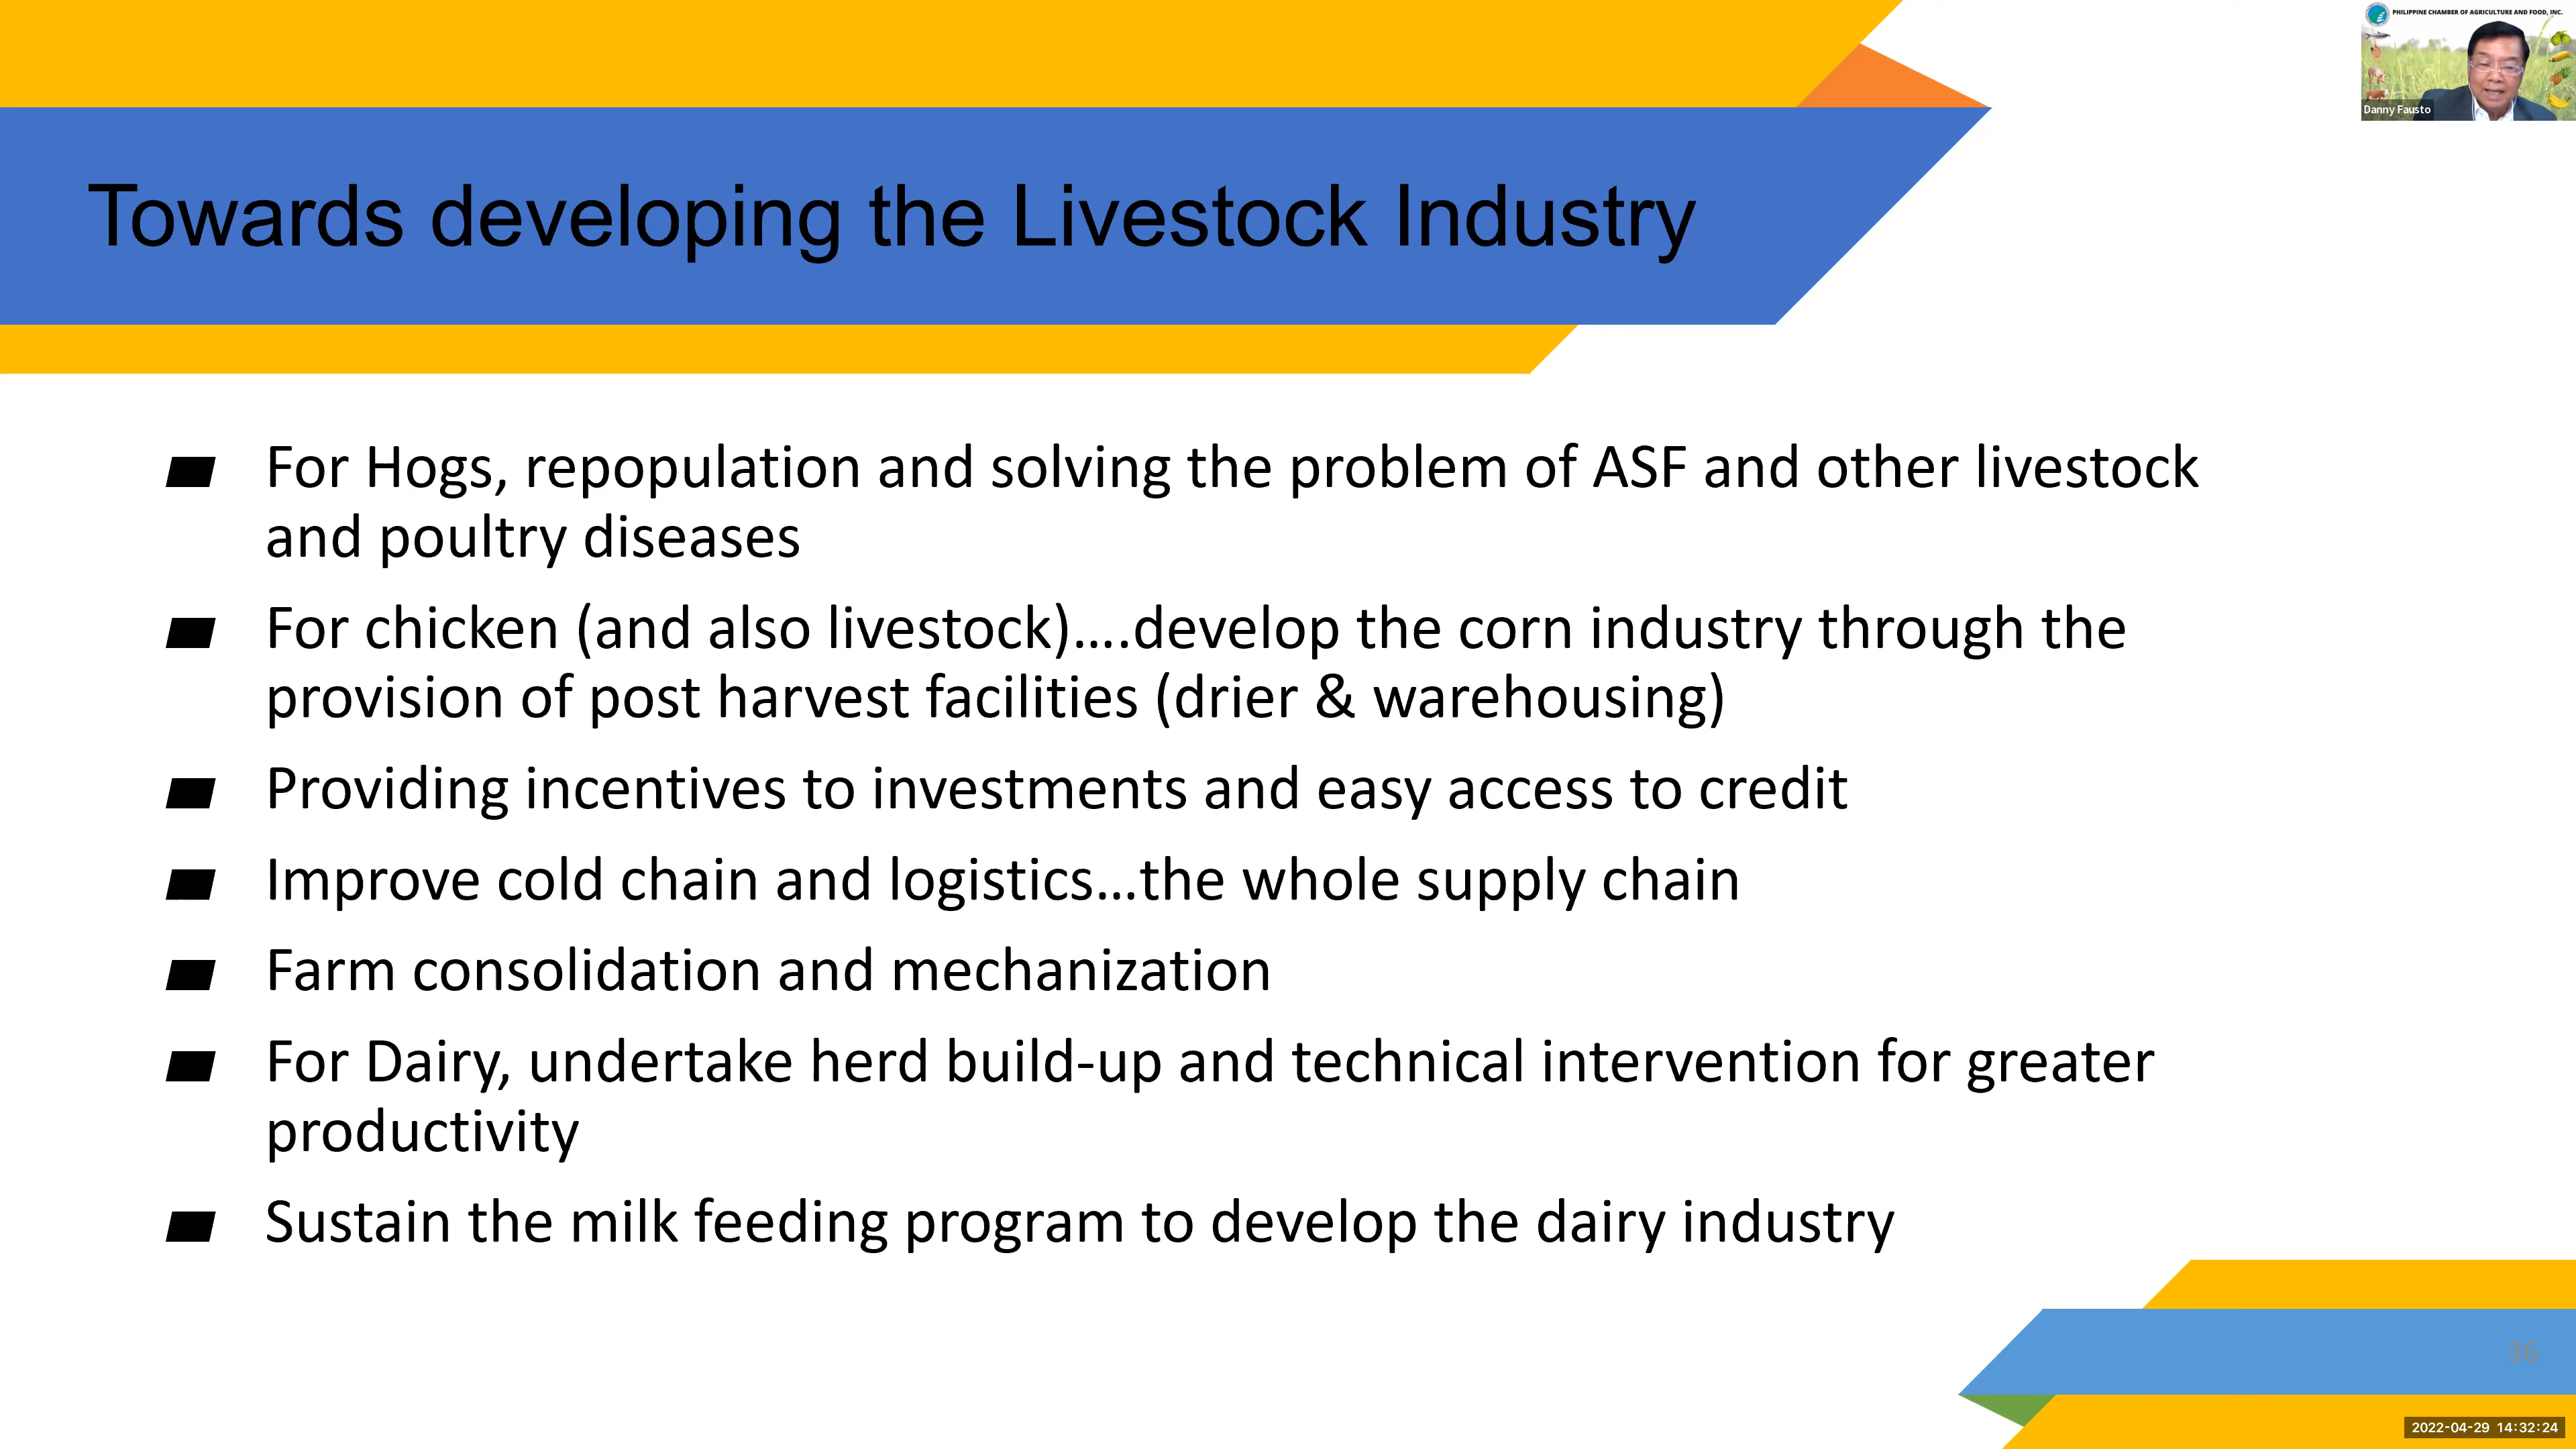 PHILIPPINE CHAMBER OF AGRICULTURE AND FOOD, INC.
Danny Fausto
Towards developing the Livestock Industry
For Hogs, repopulation and solving the problem of ASF and other livestock
and poultry diseases
For chicken (and also livestock)....develop the corn industry through the
provision of post harvest facilities (drier & warehousing)
Providing incentives to investments and easy access to credit
Improve cold chain and logistics...the whole supply chain
Farm consolidation and mechanization
For Dairy, undertake herd build-up and technical intervention for greater
productivity
Sustain the milk feeding program to develop the dairy industry
36
2022-04-29 14:32:24